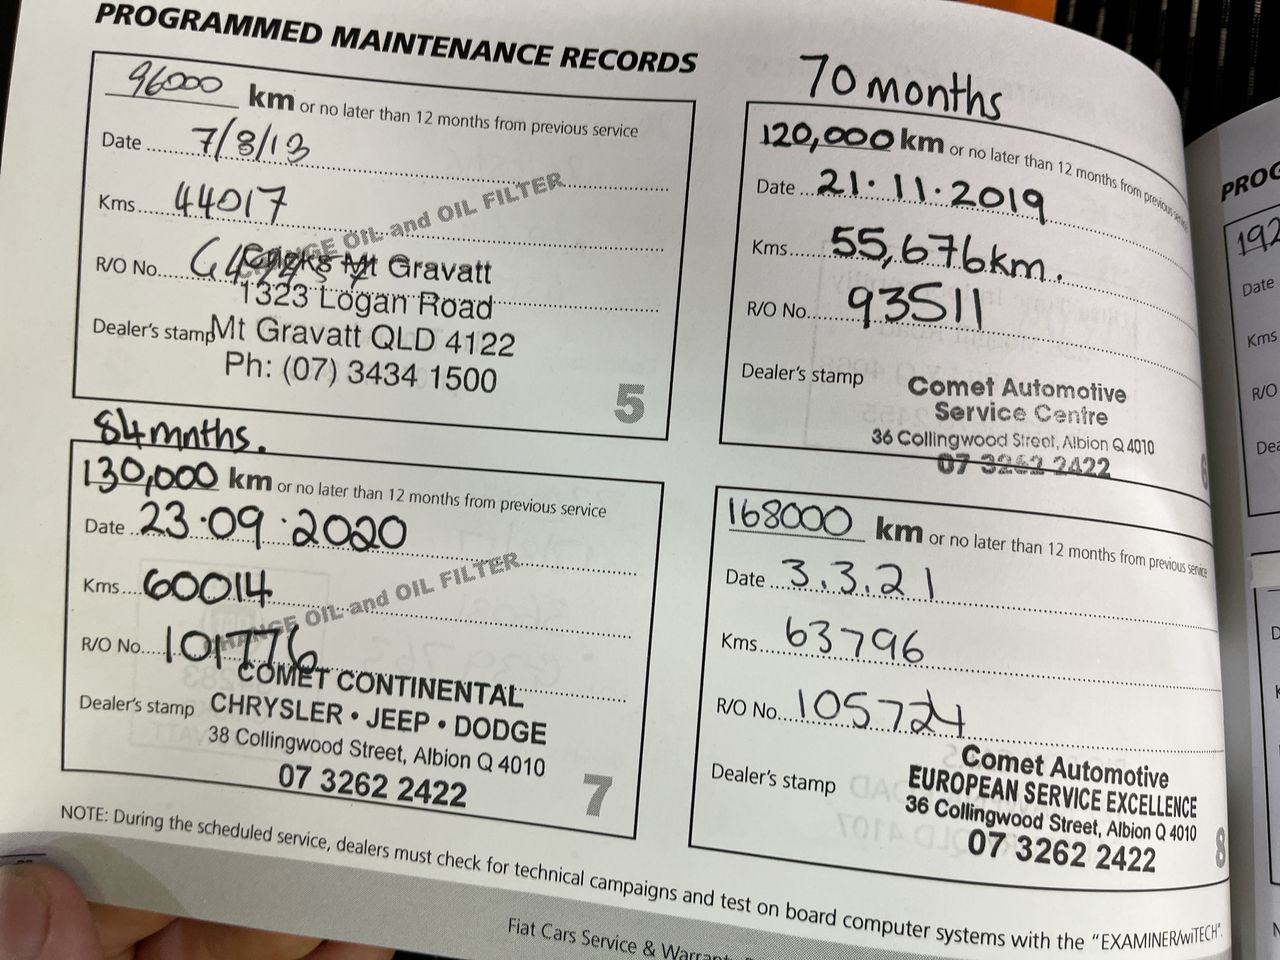 PROGRAMMED MAINTENANCE RECORDS
96000 km or no later than 12 months from previous service
Date 7/8/13
Kms 44017
R/O No.
CHANGE OIL and OIL FILTER
Mt Gravatt
1323 Logan Road
Dealer's stamp Mt Gravatt QLD 4122
Ph: (07) 3434 1500
5
70 months
120,000 km or no later than 12 months from previous service
Date 21.11.2019
Kms 55,676km.
R/O No. 93511
Dealer's stamp
Comet Automotive
Service Centre
36 Collingwood Street, Albion Q 4010
07 3262 2422
84 mnths.
130,000 km or no later than 12 months from previous service
Date 23.09.2020
Kms 60014
CHANGE OIL and OIL FILTER
R/O No. 101776
COMET CONTINENTAL
Dealer's stamp CHRYSLER • JEEP • DODGE
38 Collingwood Street, Albion Q 4010
07 3262 2422
7
168000 km or no later than 12 months from previous service
Date 3.3.21
Kms 63796
R/O No. 105724
Dealer's stamp
Comet Automotive
EUROPEAN SERVICE EXCELLENCE
36 Collingwood Street, Albion Q 4010
07 3262 2422
8
NOTE: During the scheduled service, dealers must check for technical campaigns and test on board computer systems with the "EXAMINER/wiTECH".
Fiat Cars Service &
PROG
192
Date
Kms
R/O
Dea